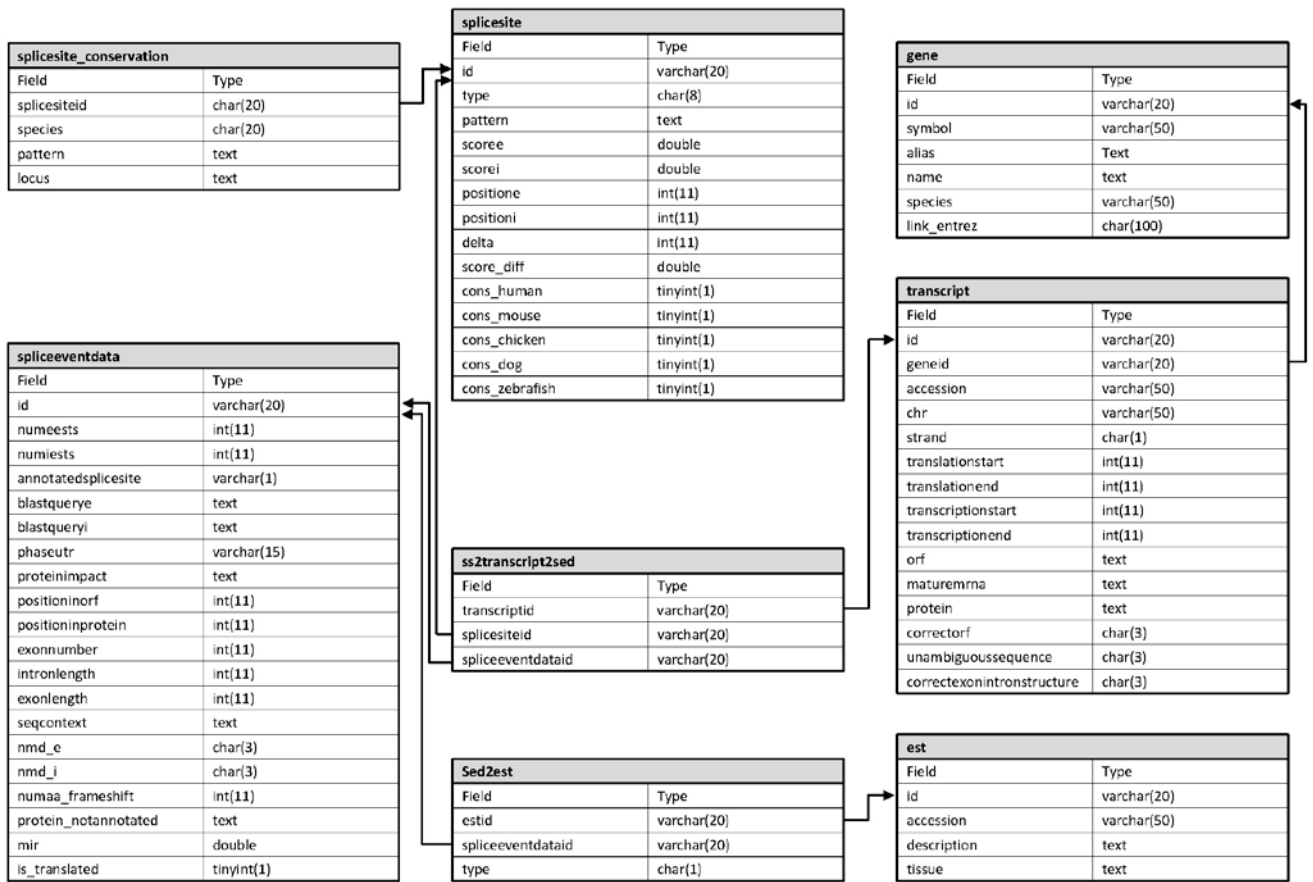 splicesite_conservation
Field Type
splicesiteid char(20)
species char(20)
pattern text
locus text
splicesite
Field Type
id varchar(20)
type char(8)
pattern text
scoree double
scorei double
positione int(11)
positioni int(11)
delta int(11)
score_diff double
cons_human tinyint(1)
cons_mouse tinyint(1)
cons_chicken tinyint(1)
cons_dog tinyint(1)
cons_zebrafish tinyint(1)
gene
Field Type
id varchar(20)
symbol varchar(50)
alias Text
name text
species varchar(50)
link_entrez char(100)
spliceeventdata
Field Type
id varchar(20)
numeests int(11)
numiests int(11)
annotatedsplicesite varchar(1)
blastquerye text
blastqueryi text
phaseutr varchar(15)
proteinimpact text
positioninorf int(11)
positioninprotein int(11)
exonnumber int(11)
intronlength int(11)
exonlength int(11)
seqcontext text
nmd_e char(3)
nmd_i char(3)
numaa_frameshift int(11)
protein_notannotated text
mir double
is_translated tinyint(1)
ss2transcript2sed
Field Type
transcriptid varchar(20)
splicesiteid varchar(20)
spliceeventdataid varchar(20)
transcript
Field Type
id varchar(20)
geneid varchar(20)
accession varchar(50)
chr varchar(50)
strand char(1)
translationstart int(11)
translationend int(11)
transcriptionstart int(11)
transcriptionend int(11)
orf text
maturemrna text
protein text
correctorf char(3)
unambiguoussequence char(3)
correctexonintronstructure char(3)
Sed2est
Field Type
estid varchar(20)
spliceeventdataid varchar(20)
type char(1)
est
Field Type
id varchar(20)
accession varchar(50)
description text
tissue text